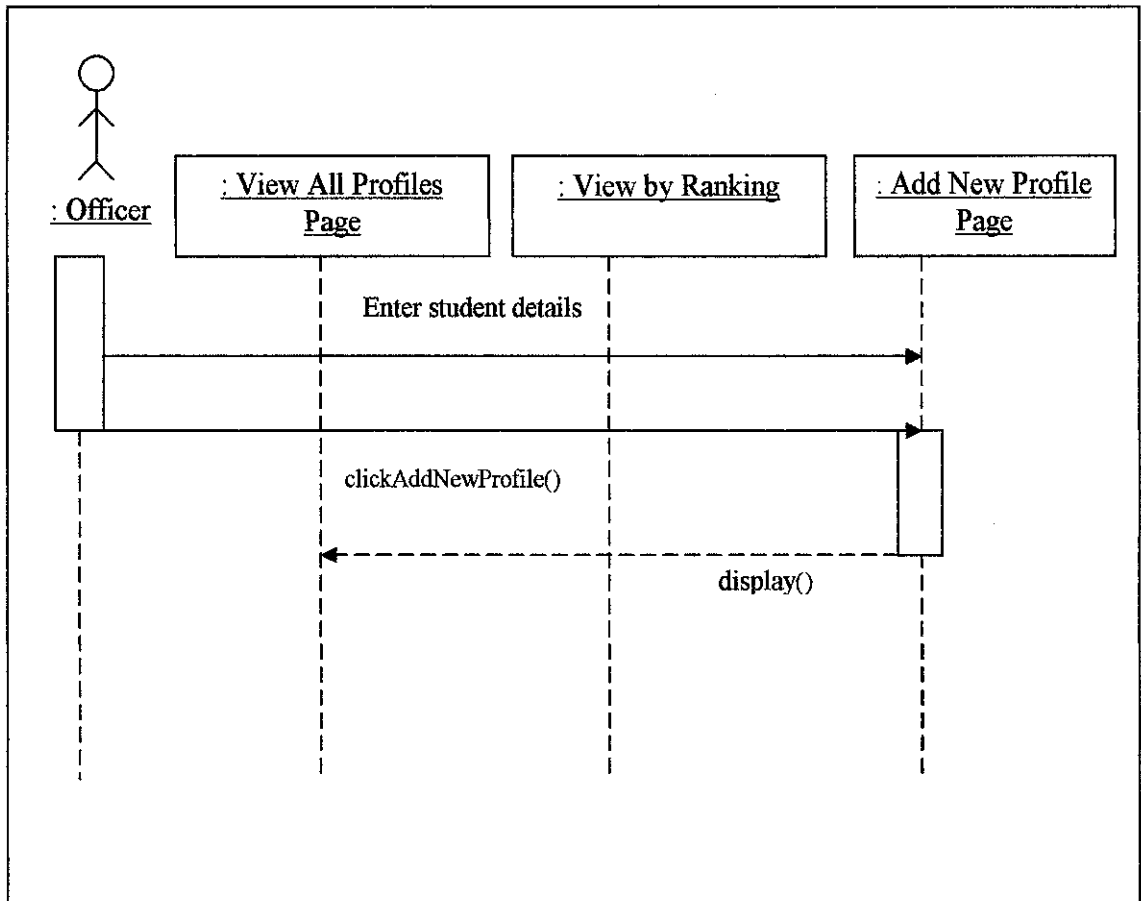 : Officer
: View All Profiles
Page
: View by Ranking
: Add New Profile
Page
Enter student details
clickAddNewProfile()
display()